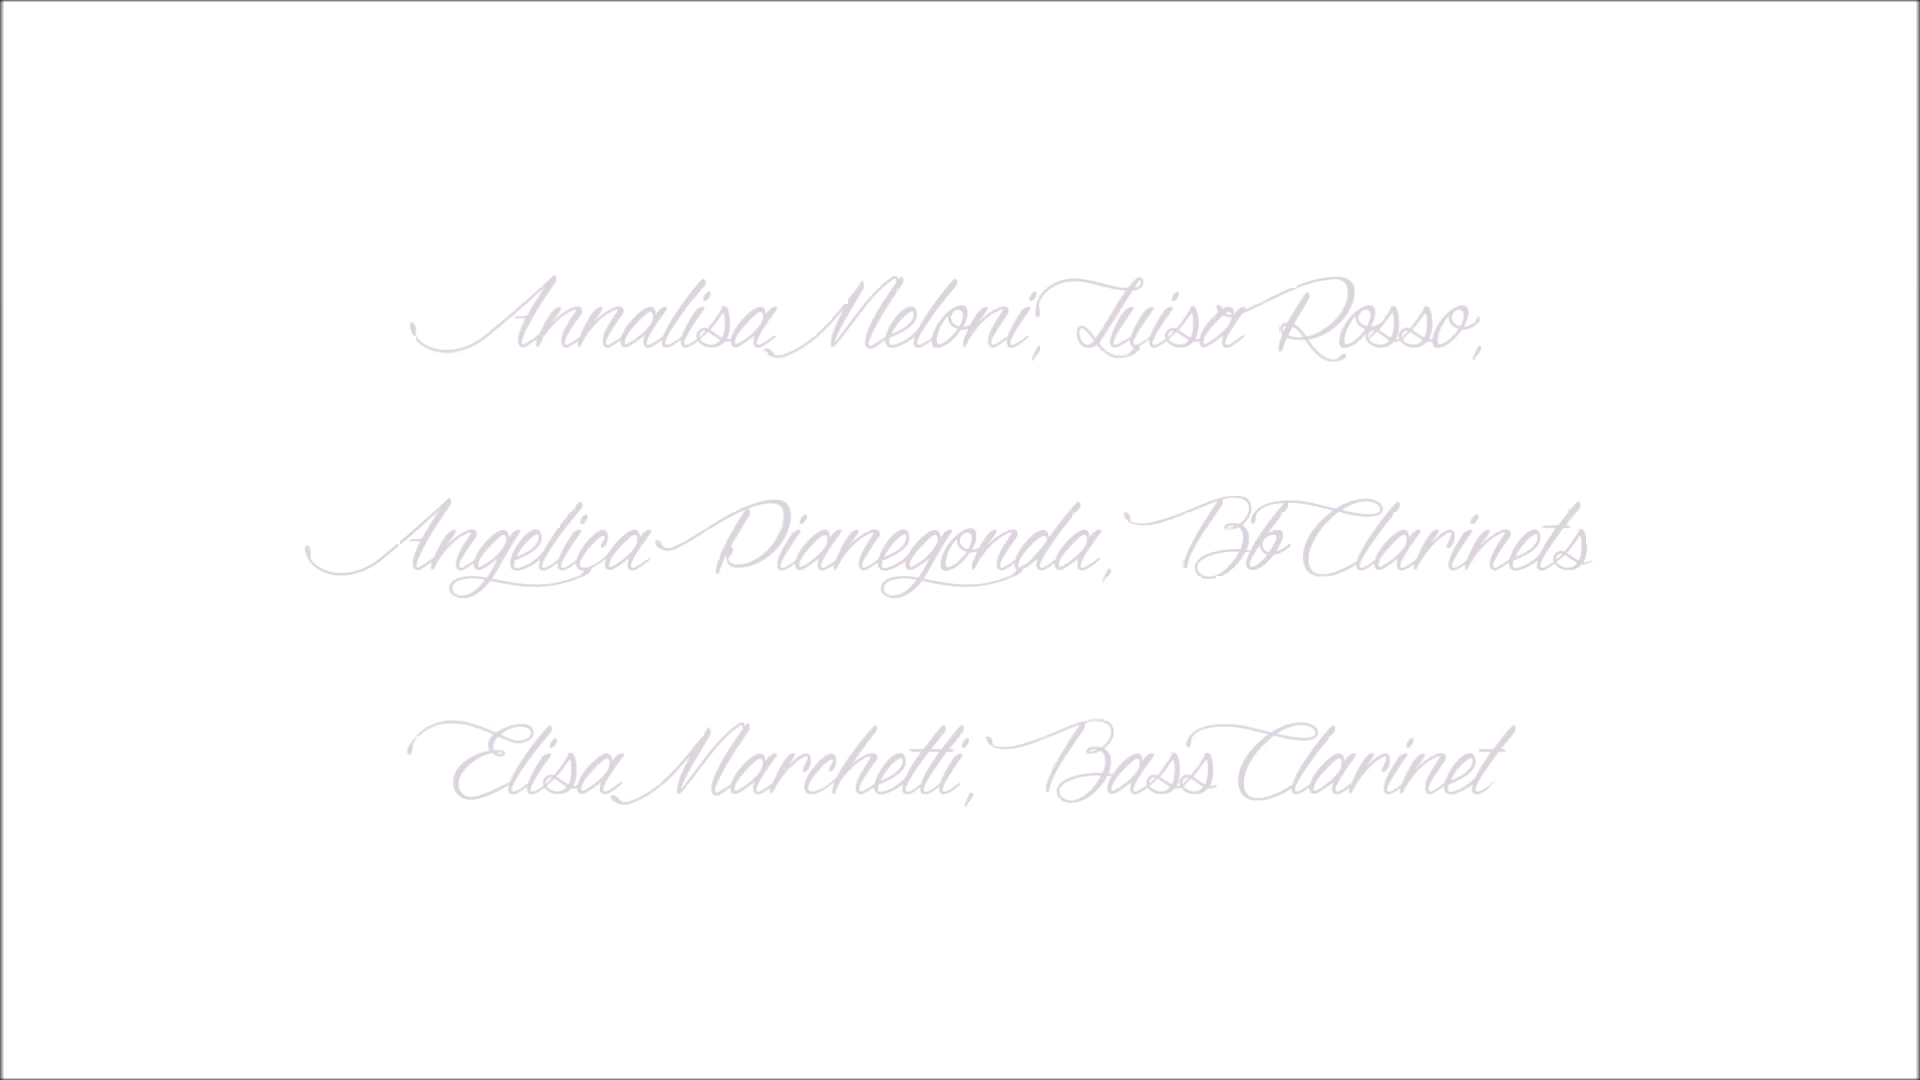 Annalisa Meloni, Luisa Rosso,
Angelica Dianegonda, Bb Clarinets
Elisa Marchetti, Bass Clarinet